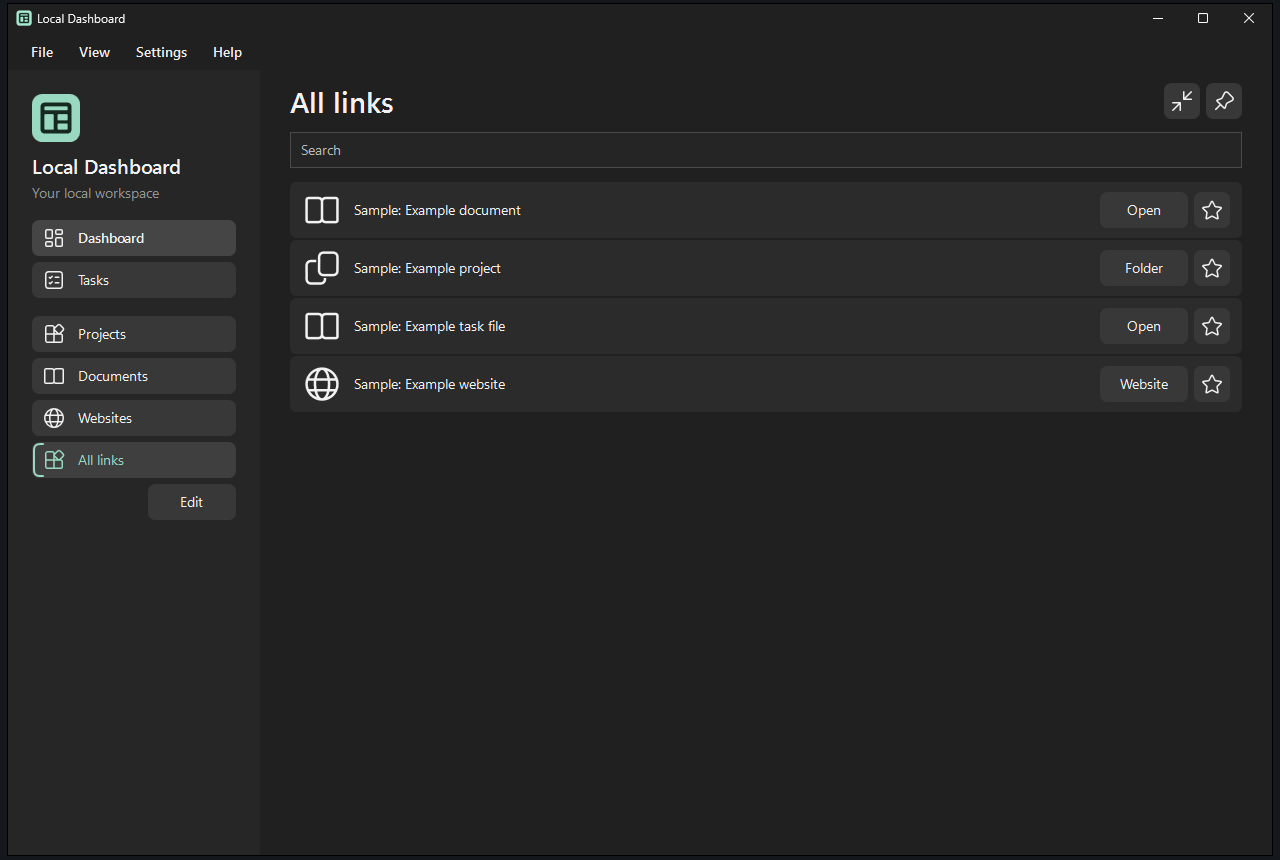 Local Dashboard
File View Settings Help
Local Dashboard
Your local workspace
Dashboard
Tasks
Projects
Documents
Websites
All links
Edit
All links
Search
Sample: Example document Open
Sample: Example project Folder
Sample: Example task file Open
Sample: Example website Website